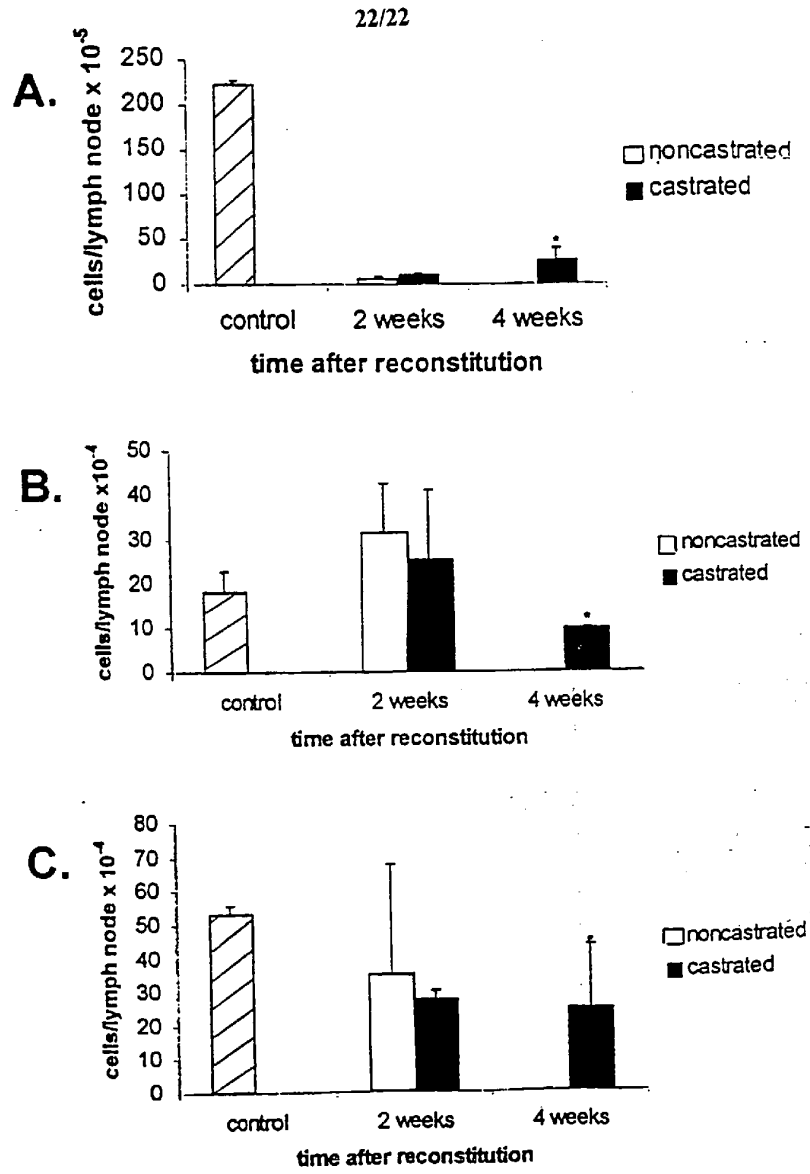 22/22
A.
cells/lymph node x 10-5
250
200
150
100
50
0
*
control
2 weeks
4 weeks
time after reconstitution
noncastrated
castrated
B.
cells/lymph node x10-4
50
40
30
20
10
0
*
control
2 weeks
4 weeks
time after reconstitution
noncastrated
castrated
C.
cells/lymph node x 10-4
80
70
60
50
40
30
20
10
0
control
2 weeks
4 weeks
time after reconstitution
noncastrated
castrated